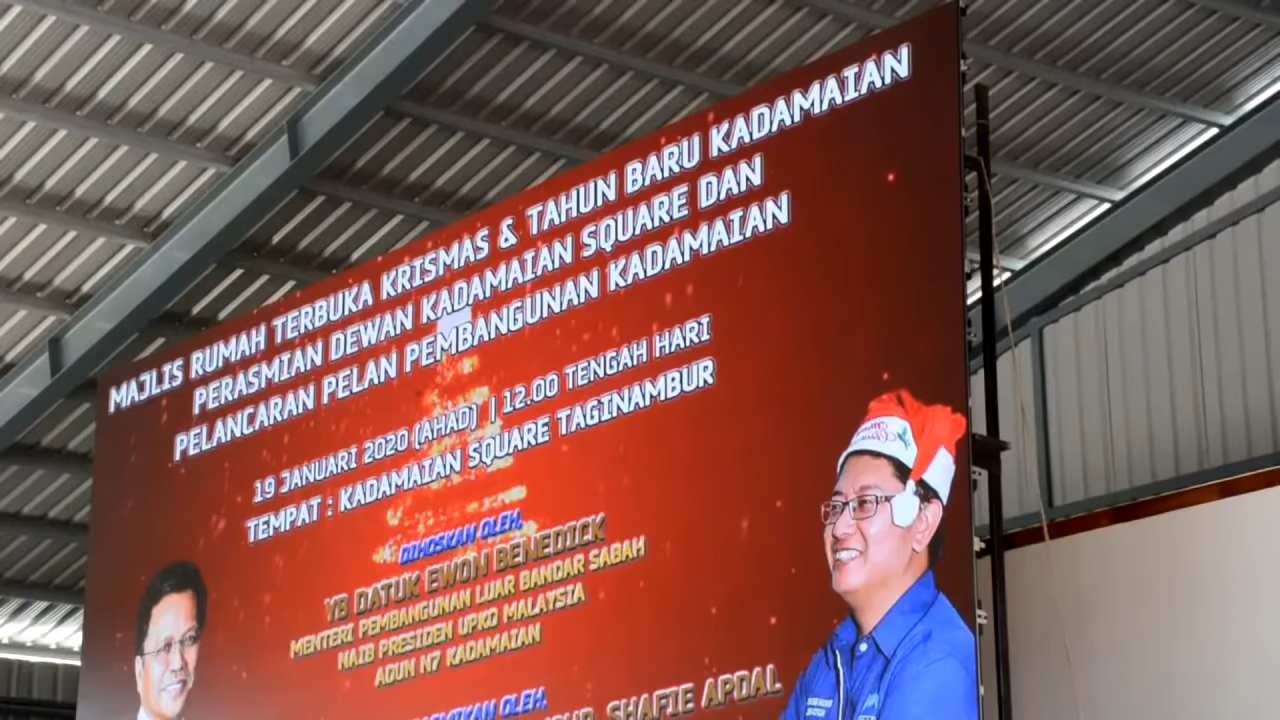 MAJLIS RUMAH TERBUKA KRISMAS & TAHUN BARU KADAMAIAN
PERASMIAN DEWAN KADAMAIAN SQUARE DAN
PELANCARAN PELAN PEMBANGUNAN KADAMAIAN
19 JANUARI 2020 (AHAD) | 12.00 TENGAH HARI
TEMPAT : KADAMAIAN SQUARE TAGINAMBUR
DIHOSKAN OLEH,
YB DATUK EWON BENEDICK
MENTERI PEMBANGUNAN LUAR BANDAR SABAH
NAIB PRESIDEN UPKO MALAYSIA
ADUN N7 KADAMAIAN
OLEH,
SHAFIE APDAL